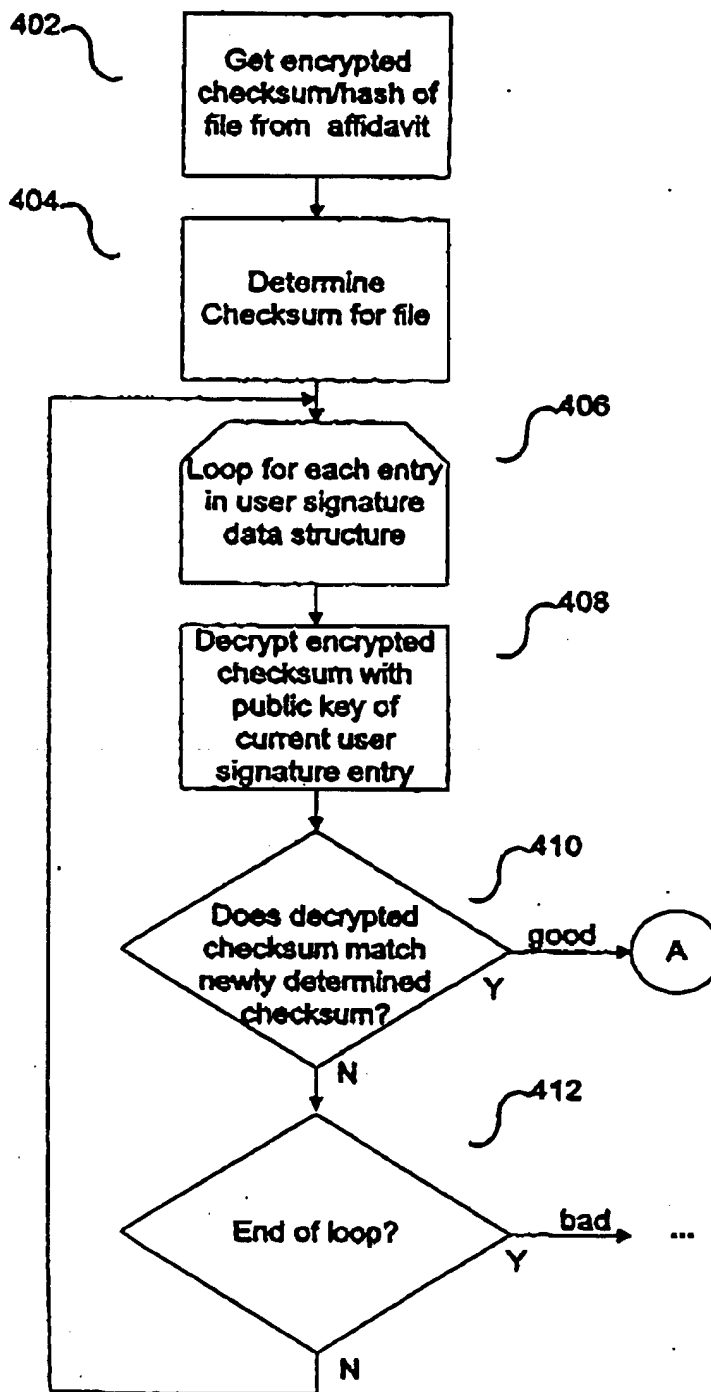 402
Get encrypted
checksum/hash of
file from affidavit
404
Determine
Checksum for file
406
Loop for each entry
in user signature
data structure
408
Decrypt encrypted
checksum with
public key of
current user
signature entry
410
Does decrypted
checksum match
newly determined
checksum?
good
A
Y
N
412
End of loop?
bad
...
Y
N